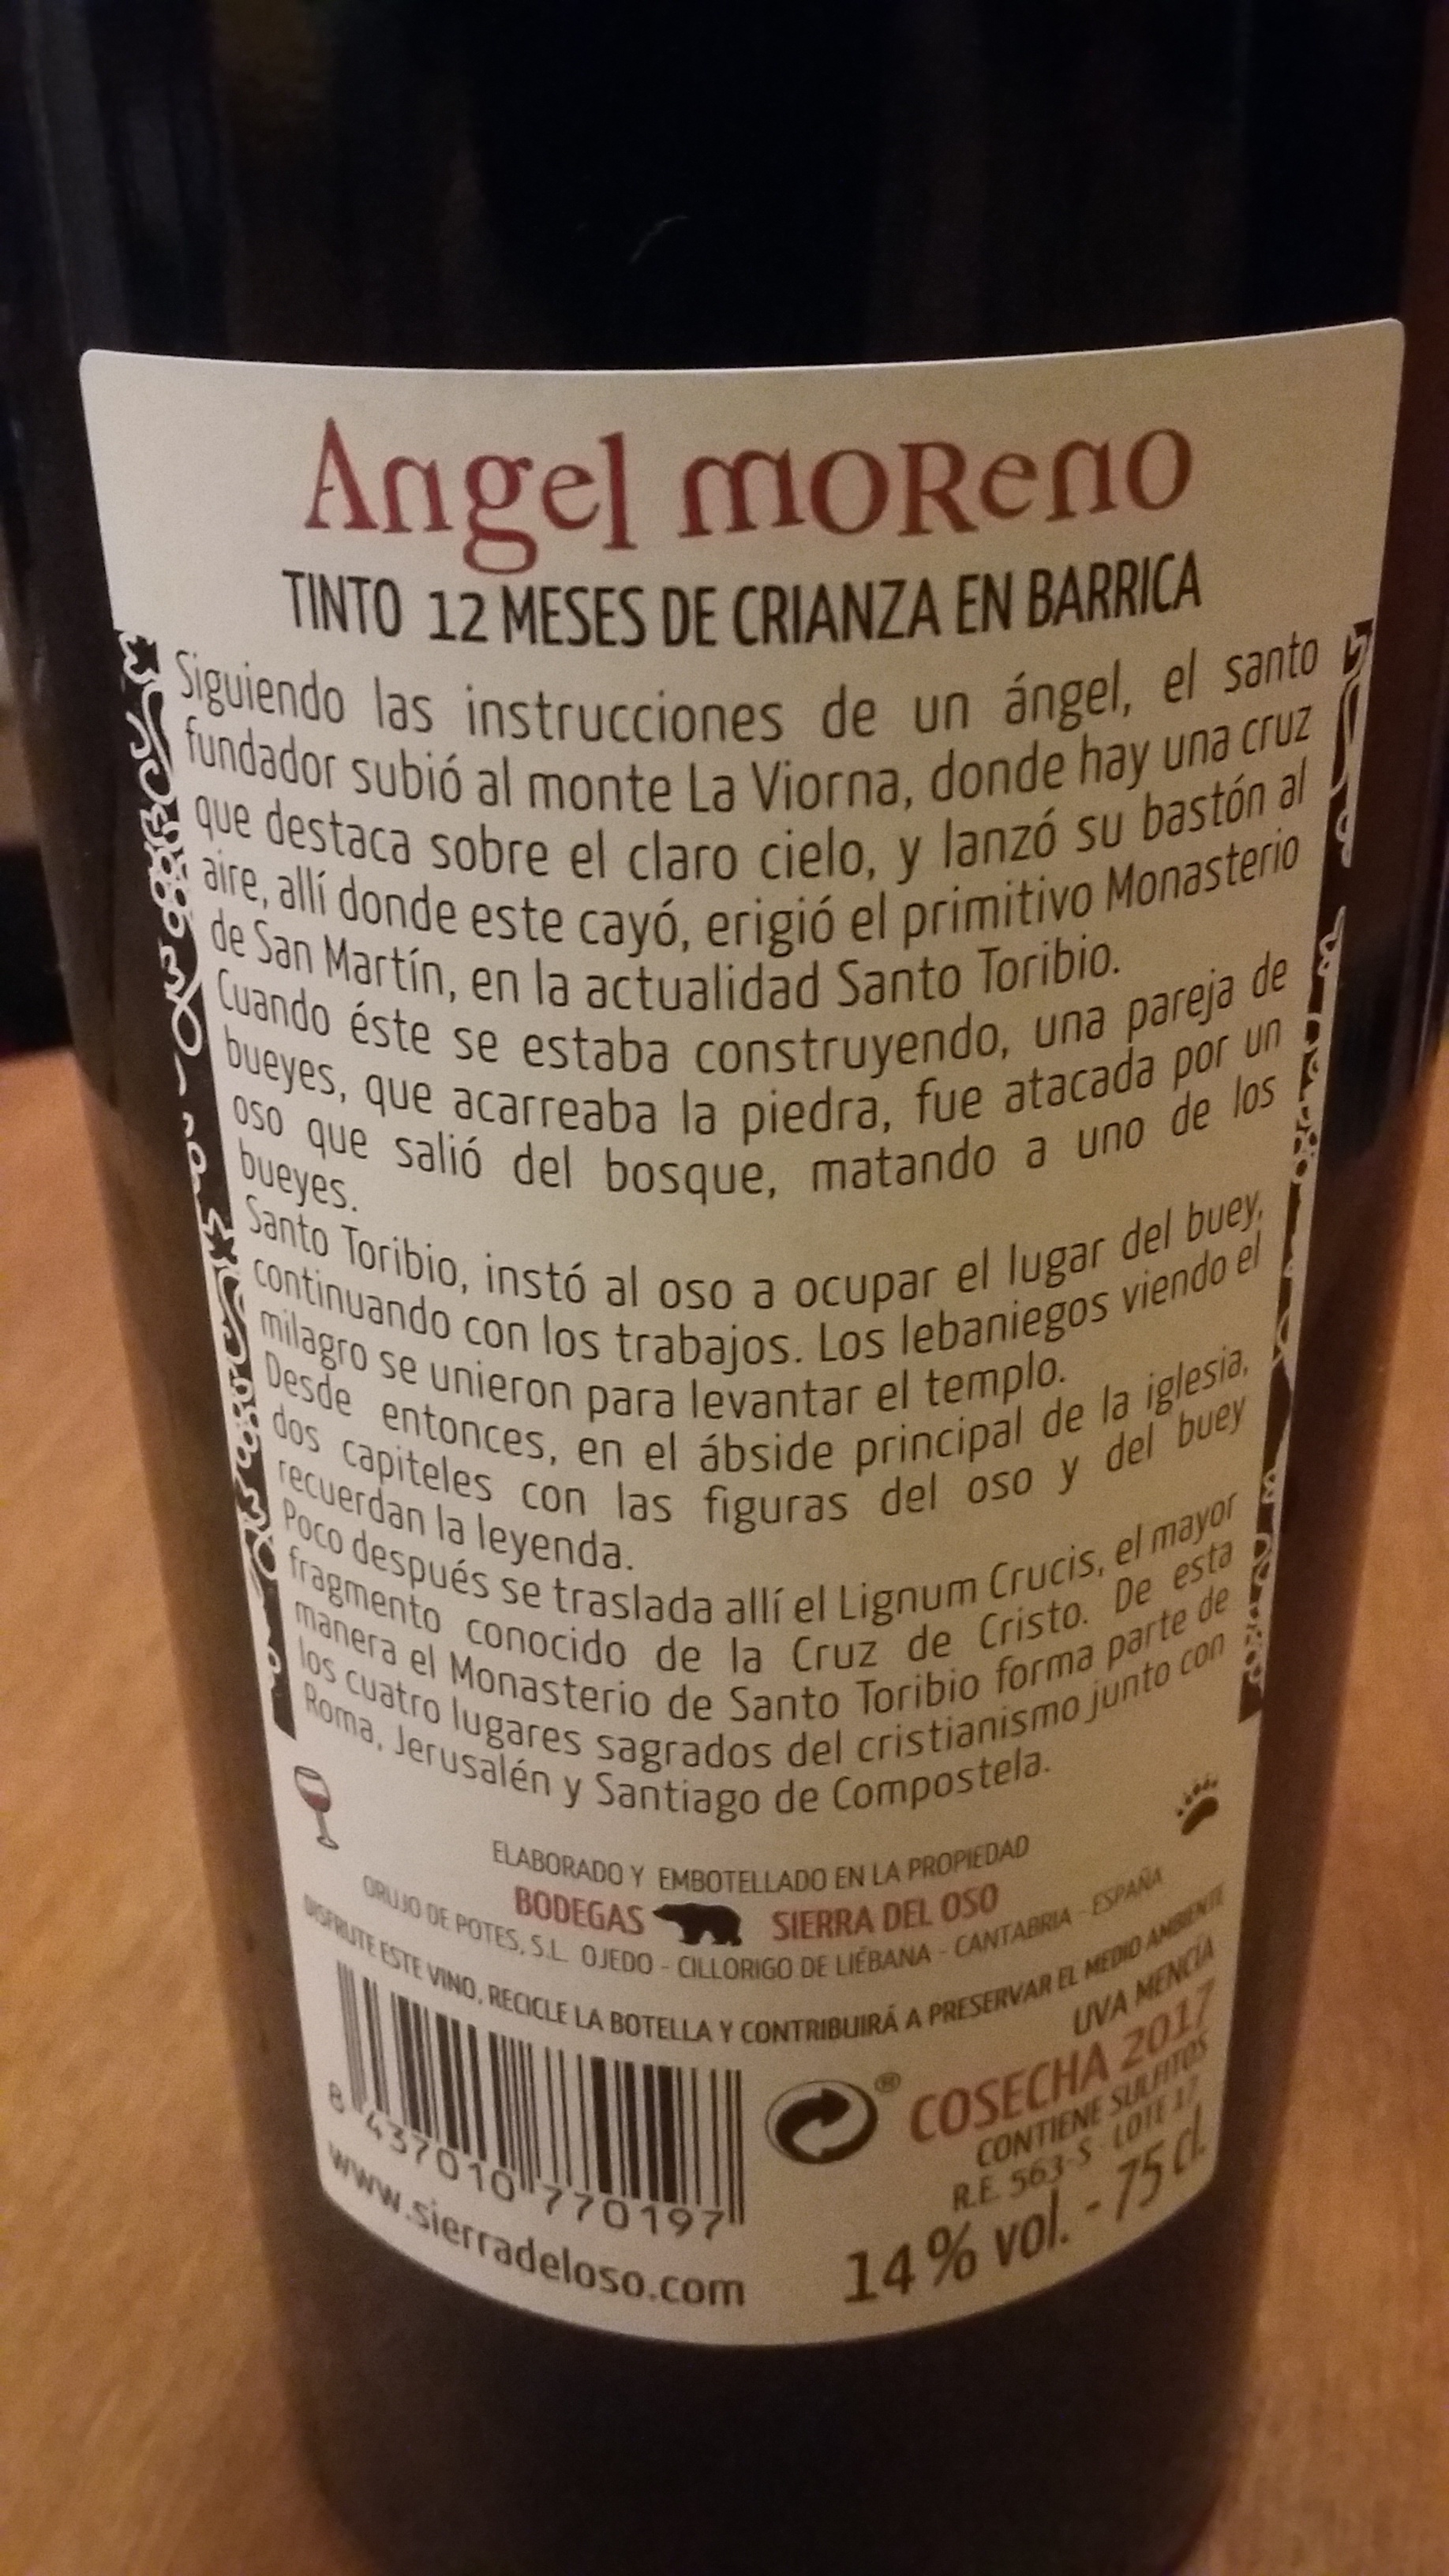 Angel moReno
TINTO 12 MESES DE CRIANZA EN BARRICA
Siguiendo las instrucciones de un ángel, el santo
fundador subió al monte La Viorna, donde hay una cruz
que destaca sobre el claro cielo, y lanzó su bastón al
aire, allí donde este cayó, erigió el primitivo Monasterio
de San Martín, en la actualidad Santo Toribio.
Cuando éste se estaba construyendo, una pareja de
bueyes, que acarreaba la piedra, fue atacada por un
oso que salió del bosque, matando a uno de los
bueyes.
Santo Toribio, instó al oso a ocupar el lugar del buey,
continuando con los trabajos. Los lebaniegos viendo el
milagro se unieron para levantar el templo.
Desde entonces, en el ábside principal de la iglesia,
dos capiteles con las figuras del oso y del buey
recuerdan la leyenda.
Poco después se traslada allí el Lignum Crucis, el mayor
fragmento conocido de la Cruz de Cristo. De esta
manera el Monasterio de Santo Toribio forma parte de
los cuatro lugares sagrados del cristianismo junto con
Roma, Jerusalén y Santiago de Compostela.
ELABORADO Y EMBOTELLADO EN LA PROPIEDAD
BODEGAS SIERRA DEL OSO
ORUJO DE POTES, S.L. OJEDO - CILLORIGO DE LIÉBANA - CANTABRIA - ESPAÑA
DISFRUTE ESTE VINO, RECICLE LA BOTELLA Y CONTRIBUIRÁ A PRESERVAR EL MEDIO AMBIENTE
UVA MENCÍA
COSECHA 2017
CONTIENE SULFITOS
R.E. 563-S - LOTE 17
14% vol. - 75 cl.
8 437010 770197
www.sierradeloso.com